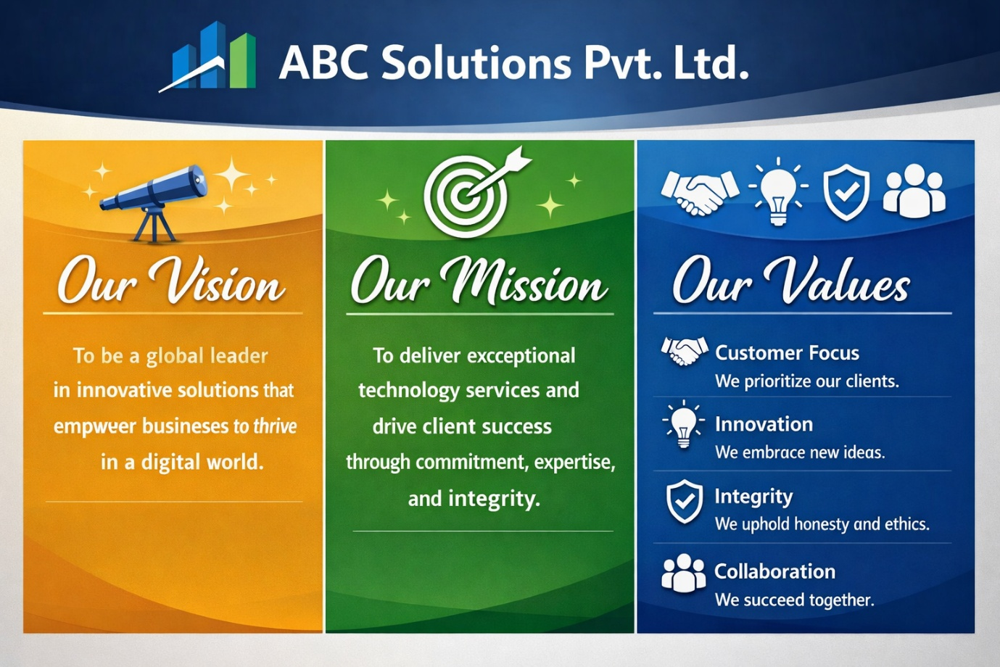 ABC Solutions Pvt. Ltd.
Our Vision
To be a global leader
in innovative solutions that
empwuer busineses to thrive
in a digital world.
Our Mission
To deliver excceptional
technology services and
drive client success
through commitment, expertise,
and integrity.
Our Values
Customer Focus
We prioritize our clients.
Innovation
We embrace new ideas.
Integrity
We uphold honesty and ethics.
Collaboration
We succeed together.